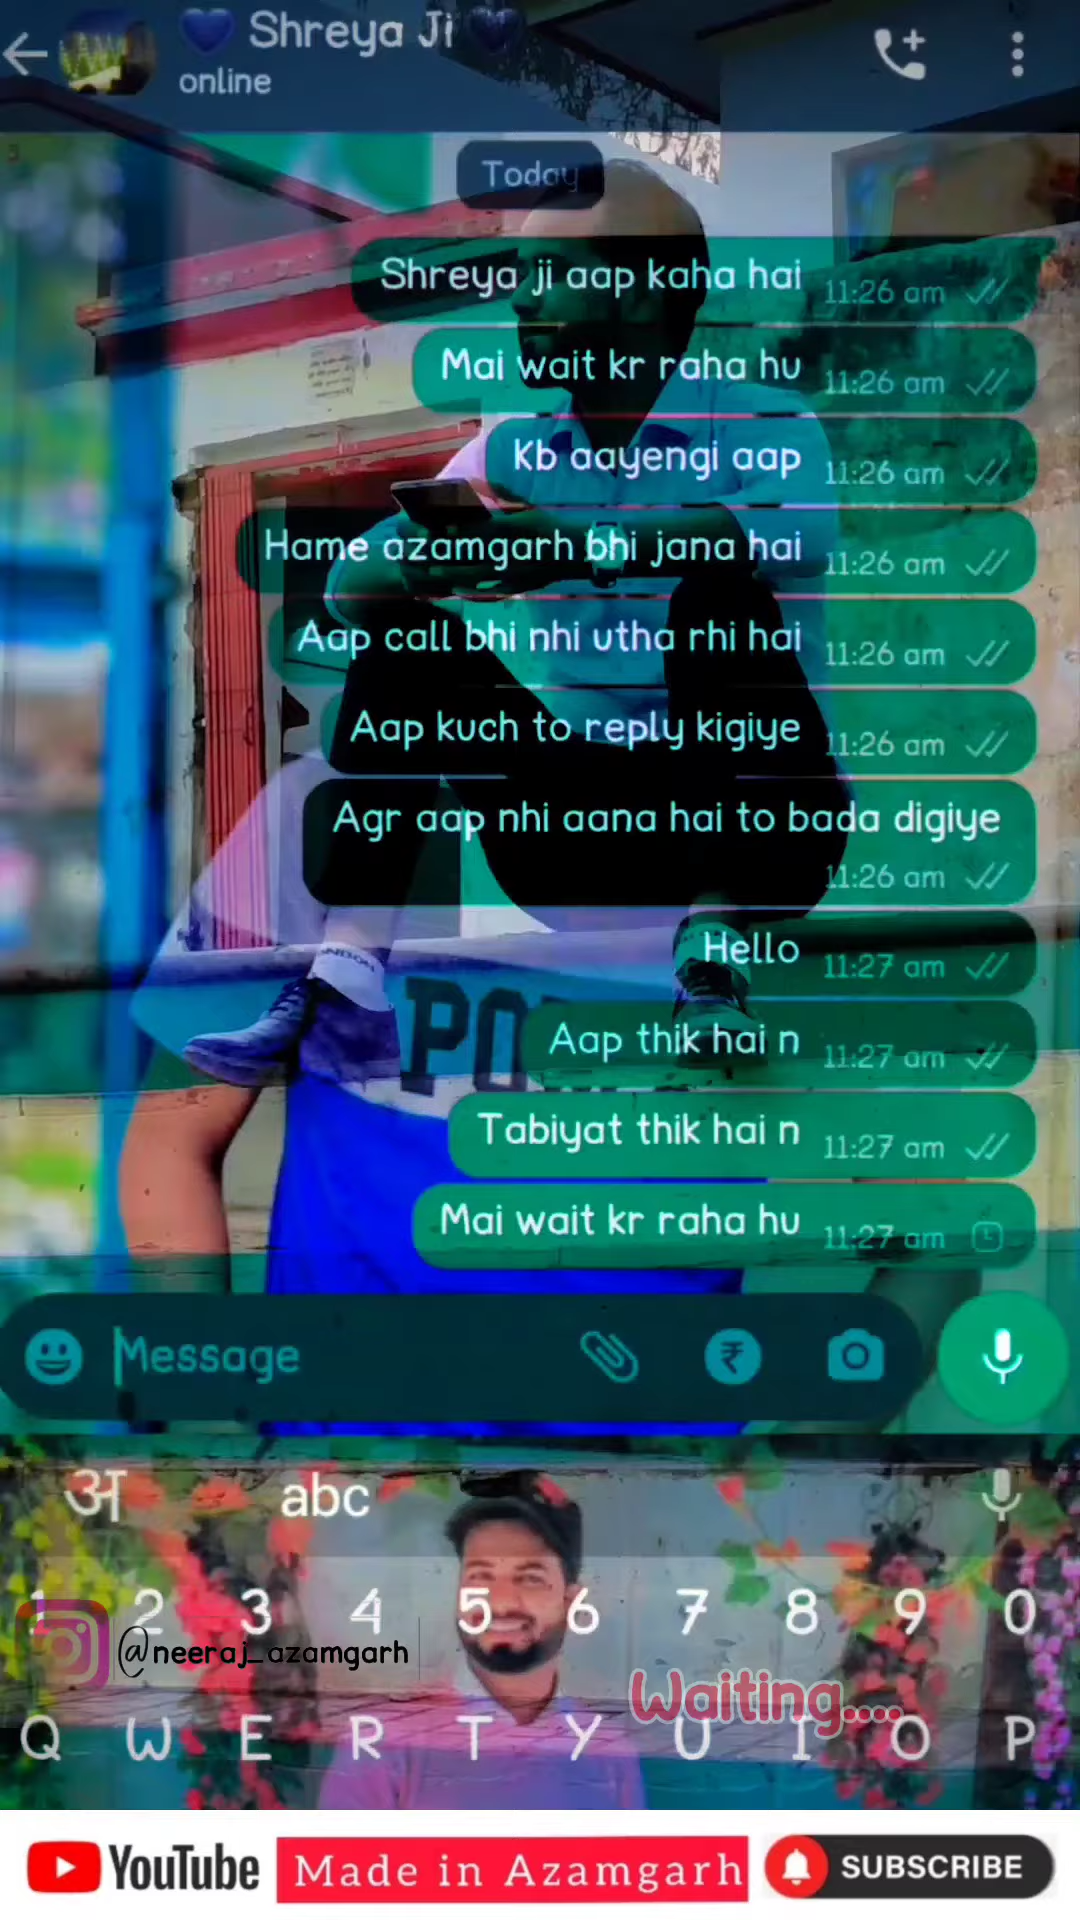 Shreya Ji
online
Today
Shreya ji aap kaha hai 11:26 am
Mai wait kr raha hu 11:26 am
Kb aayengi aap 11:26 am
Hame azamgarh bhi jana hai 11:26 am
Aap call bhi nhi utha rhi hai 11:26 am
Aap kuch to reply kigiye 11:26 am
Agr aap nhi aana hai to bada digiye
11:26 am
Hello 11:27 am
Aap thik hai n 11:27 am
Tabiyat thik hai n 11:27 am
Mai wait kr raha hu 11:27 am
Message
अ abc
1 2 3 4 5 6 7 8 9 0
@neeraj_azamgarh
Waiting....
Q W E R T Y U I O P
YouTube Made in Azamgarh SUBSCRIBE